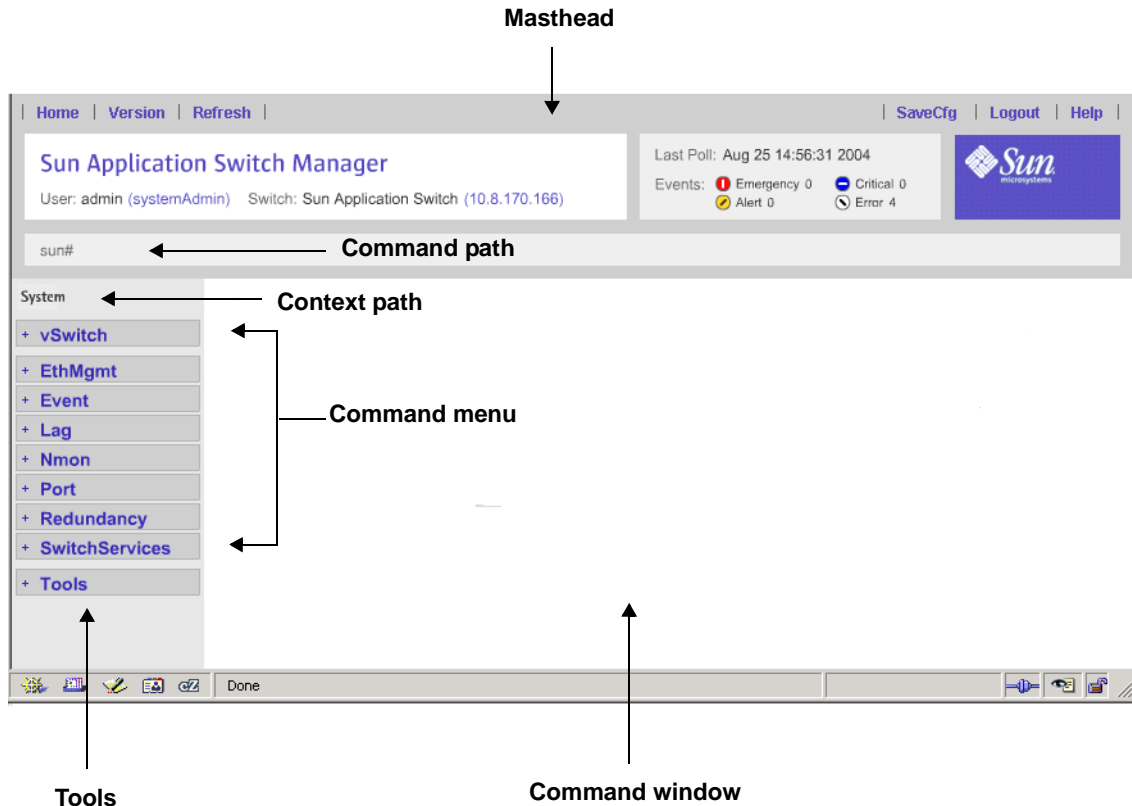 Masthead
| Home | Version | Refresh | | SaveCfg | Logout | Help |
Sun Application Switch Manager
User: admin (systemAdmin) Switch: Sun Application Switch (10.8.170.166)
Last Poll: Aug 25 14:56:31 2004
Events: Emergency 0 Critical 0
Alert 0 Error 4
Sun
microsystems
sun#
Command path
System
Context path
+ vSwitch
+ EthMgmt
+ Event
+ Lag
Command menu
+ Nmon
+ Port
+ Redundancy
+ SwitchServices
+ Tools
Done
Tools
Command window